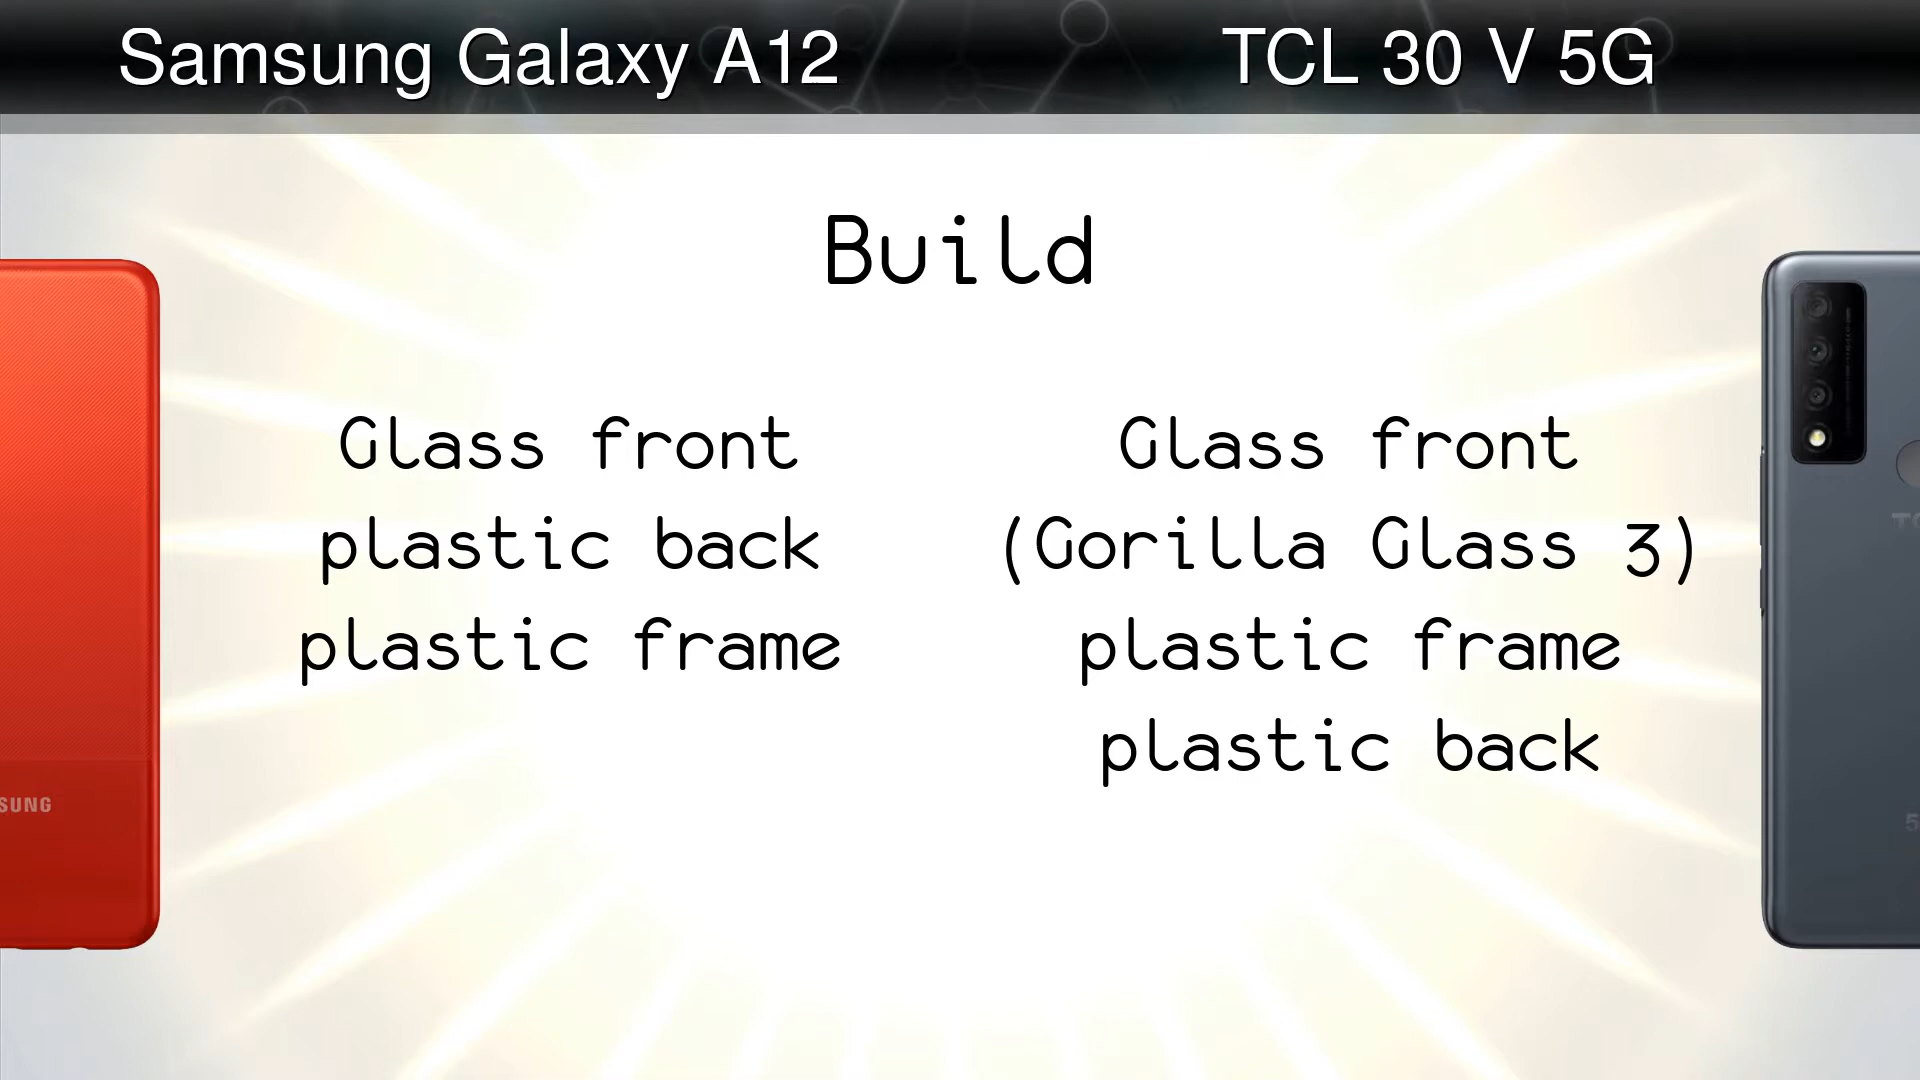 Samsung Galaxy A12
TCL 30 V 5G
Build
Glass front
plastic back
plastic frame
Glass front
(Gorilla Glass 3)
plastic frame
plastic back
SUNG